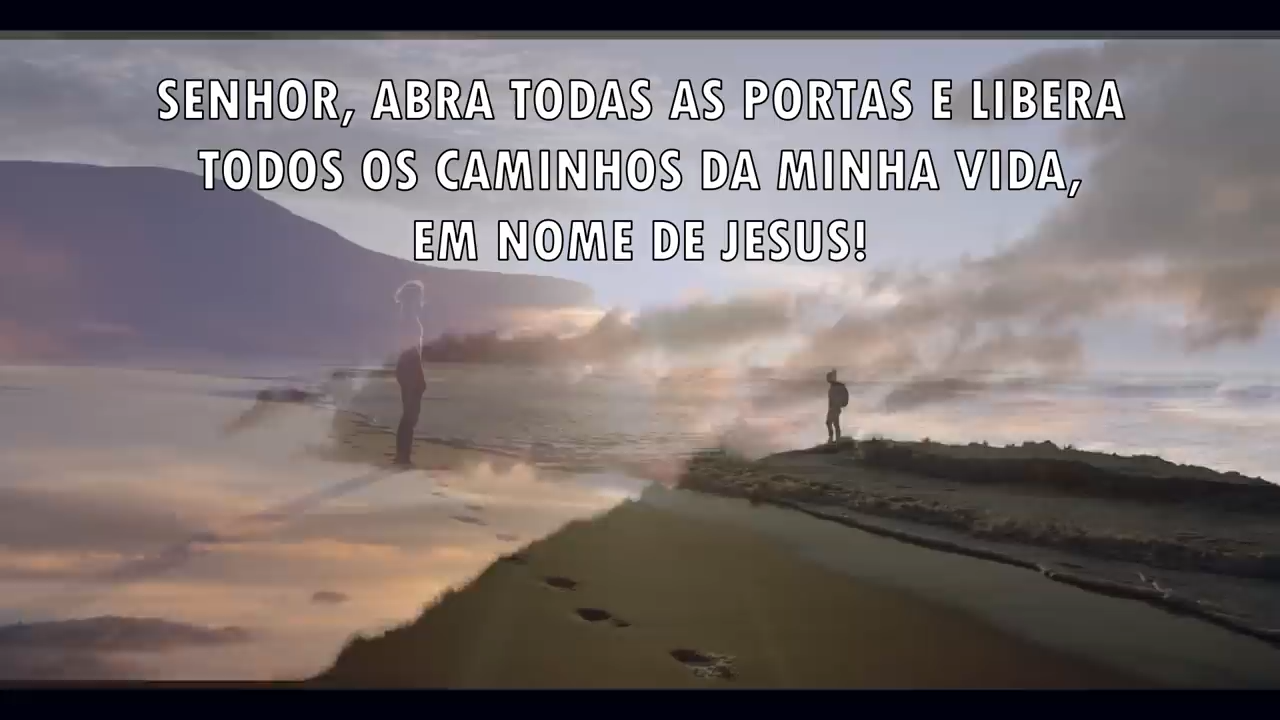 SENHOR, ABRA TODAS AS PORTAS E LIBERA
TODOS OS CAMINHOS DA MINHA VIDA,
EM NOME DE JESUS!